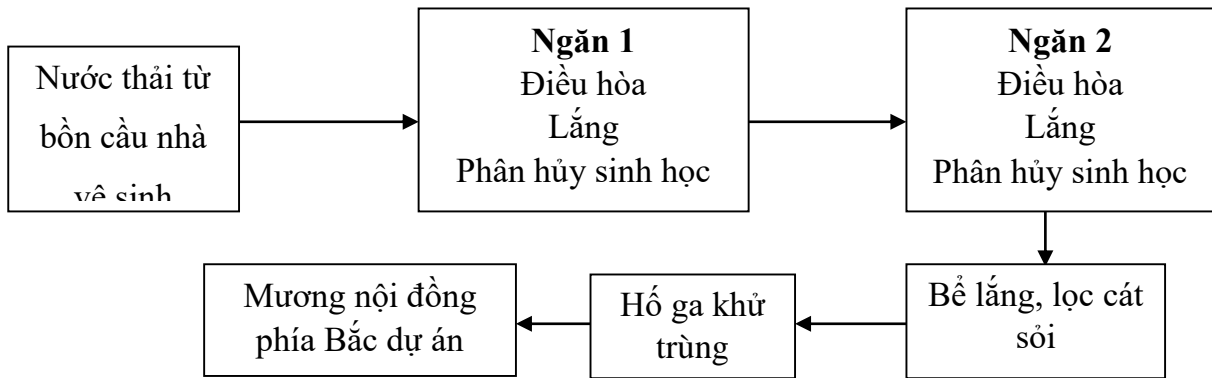 Nước thải từ
bồn cầu nhà
vệ sinh
Ngăn 1
Điều hòa
Lắng
Phân hủy sinh học
Ngăn 2
Điều hòa
Lắng
Phân hủy sinh học
Bể lắng, lọc cát
sỏi
Hố ga khử
trùng
Mương nội đồng
phía Bắc dự án